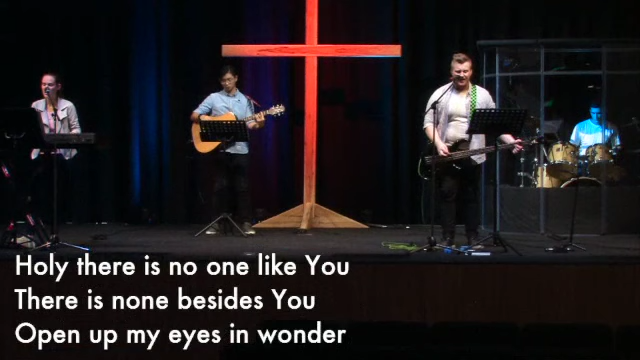 Holy there is no one like You
There is none besides You
Open up my eyes in wonder